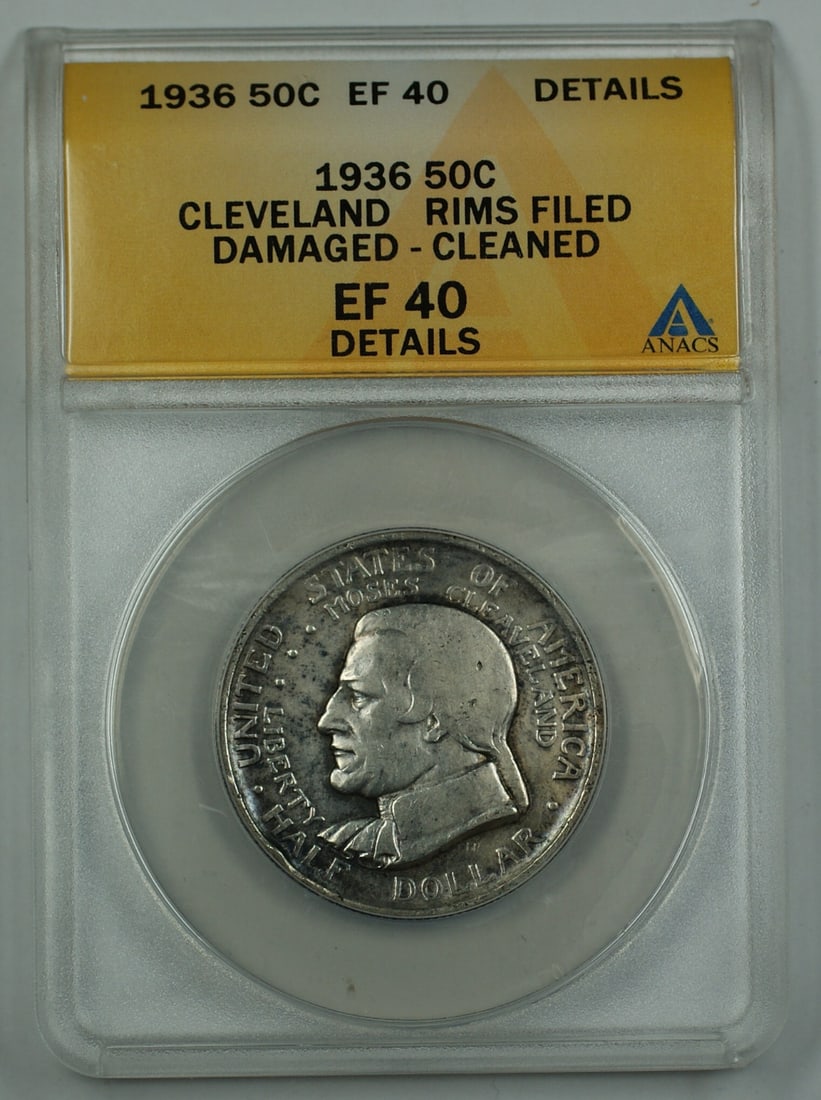 1936 50C EF 40 DETAILS
1936 50C
CLEVELAND RIMS FILED
DAMAGED - CLEANED
EF 40
DETAILS
ANACS
UNITED STATES OF AMERICA
MOSES CLEAVELAND
LIBERTY
HALF DOLLAR